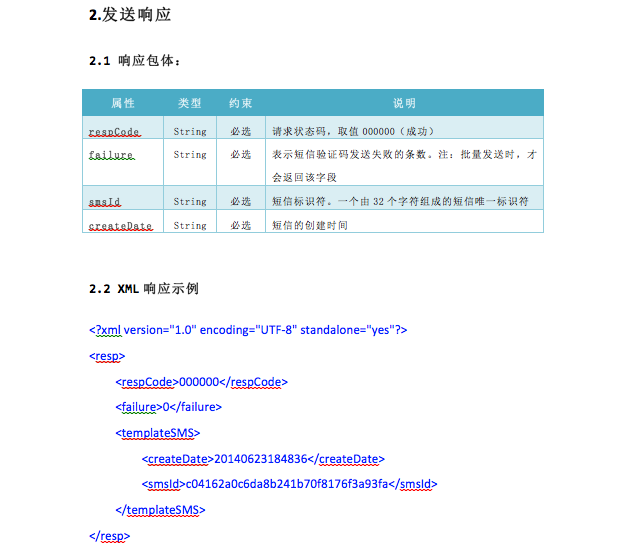 2.发送响应
2.1 响应包体：
属性 类型 约束 说明
respCode String 必选 请求状态码，取值 000000（成功）
failure String 必选 表示短信验证码发送失败的条数。注：批量发送时，才
会返回该字段
smsId String 必选 短信标识符。一个由 32 个字符组成的短信唯一标识符
createDate String 必选 短信的创建时间
2.2 XML 响应示例
<?xml version="1.0" encoding="UTF-8" standalone="yes"?>
<resp>
<respCode>000000</respCode>
<failure>0</failure>
<templateSMS>
<createDate>20140623184836</createDate>
<smsId>c04162a0c6da8b241b70f8176f3a93fa</smsId>
</templateSMS>
</resp>